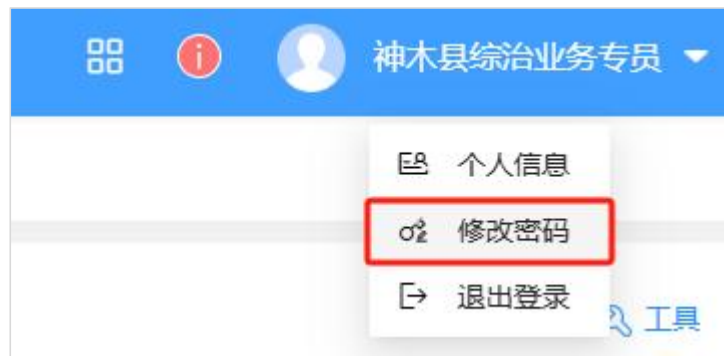 神木县综治业务专员
个人信息
修改密码
退出登录
工具